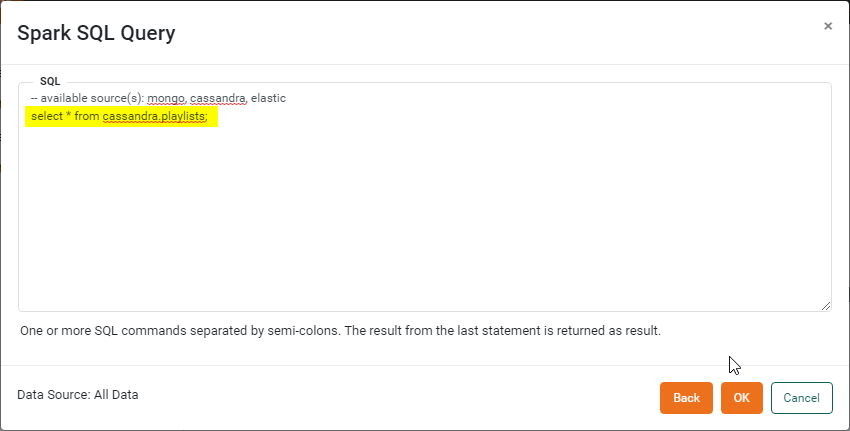 Spark SQL Query
×
SQL
-- available source(s): mongo, cassandra, elastic
select * from cassandra.playlists;
One or more SQL commands separated by semi-colons. The result from the last statement is returned as result.
Data Source: All Data
Back
OK
Cancel